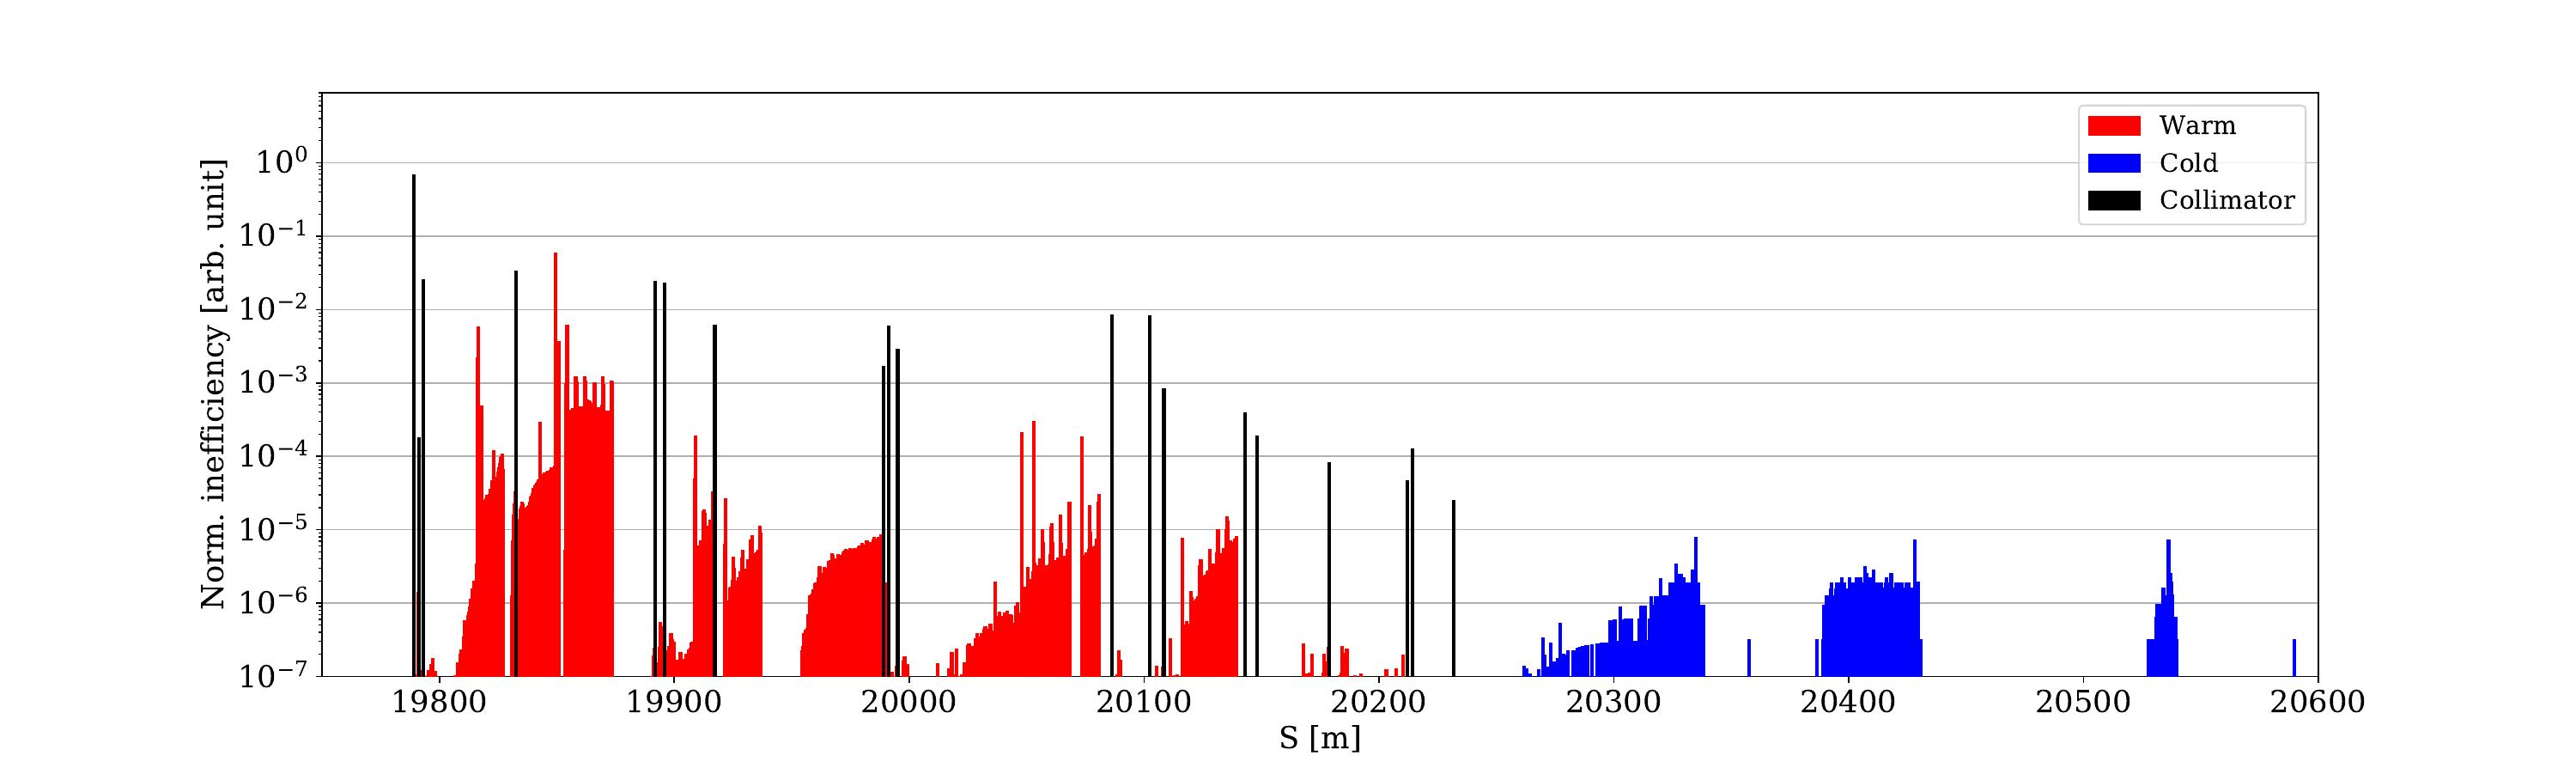 Norm. inefficiency [arb. unit]
10⁰
10⁻¹
10⁻²
10⁻³
10⁻⁴
10⁻⁵
10⁻⁶
10⁻⁷
Warm
Cold
Collimator
19800 19900 20000 20100 20200 20300 20400 20500 20600
S [m]